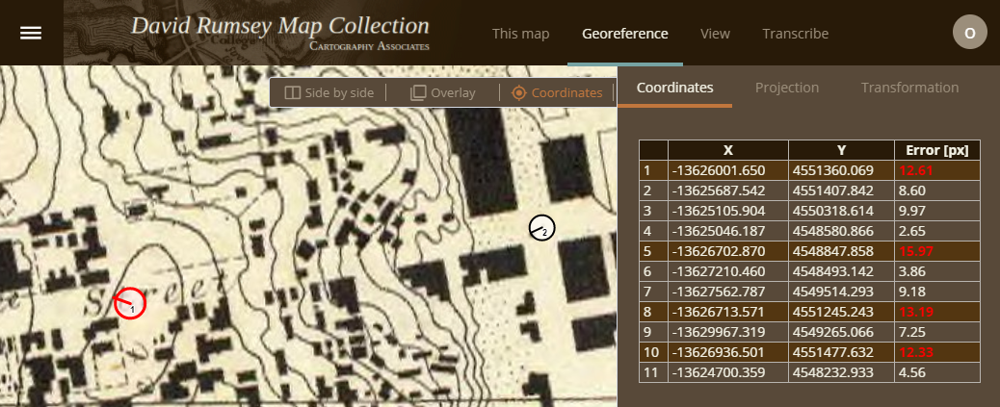 David Rumsey Map Collection
CARTOGRAPHY ASSOCIATES
This map Georeference View Transcribe O
Side by side Overlay Coordinates
Coordinates Projection Transformation
X Y Error [px]
1 -13626001.650 4551360.069 12.61
2 -13625687.542 4551407.842 8.60
3 -13625105.904 4550318.614 9.97
4 -13625046.187 4548580.866 2.65
5 -13626702.870 4548847.858 15.97
6 -13627210.460 4548493.142 3.86
7 -13627562.787 4549514.293 9.18
8 -13626713.571 4551245.243 13.19
9 -13629967.319 4549265.066 7.25
10 -13626936.501 4551477.632 12.33
11 -13624700.359 4548232.933 4.56
2
Street
1